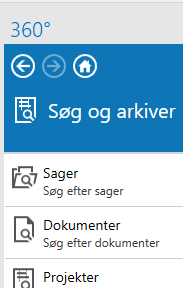 360°
Søg og arkiver
Sager
Søg efter sager
Dokumenter
Søg efter dokumenter
Projekter